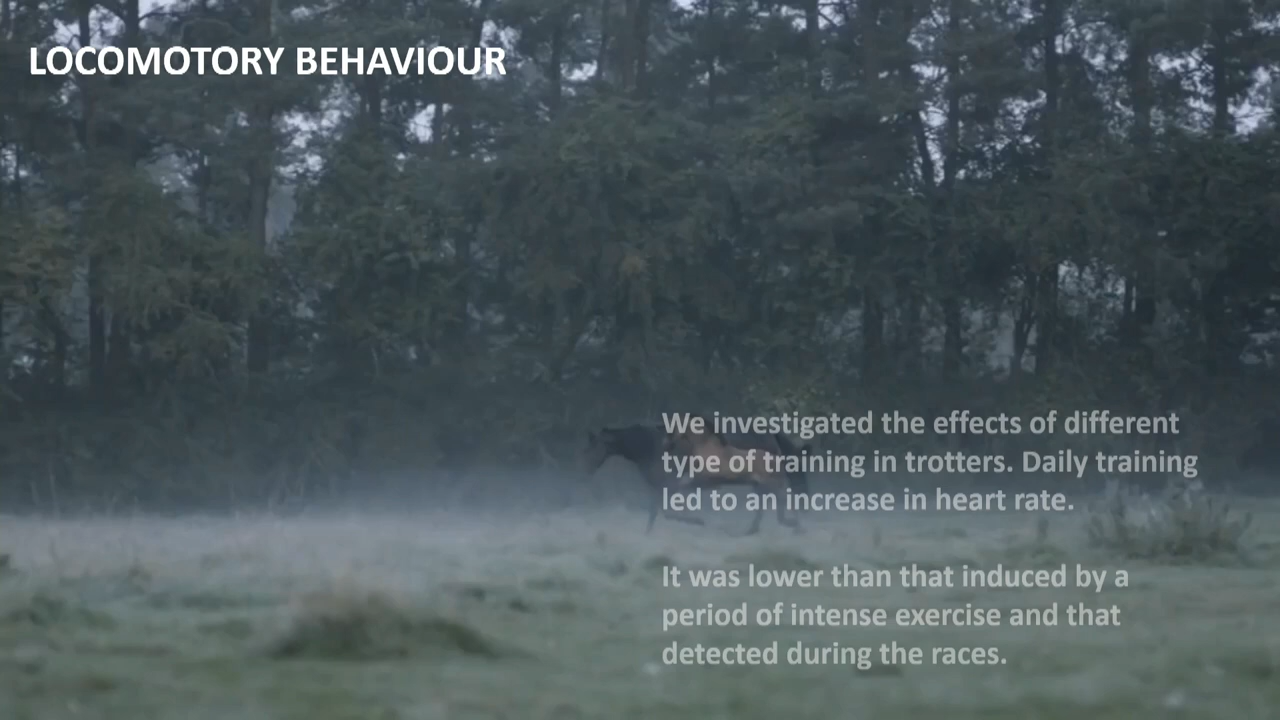 LOCOMOTORY BEHAVIOUR
We investigated the effects of different
type of training in trotters. Daily training
led to an increase in heart rate.
It was lower than that induced by a
period of intense exercise and that
detected during the races.